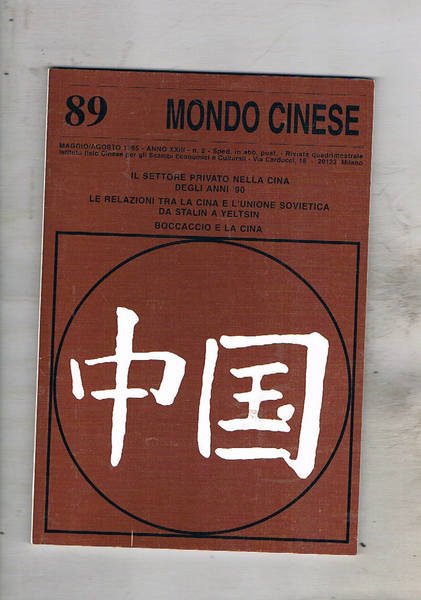 89 MONDO CINESE
MAGGIO/AGOSTO 1995 - ANNO XXIII - n. 2 - Sped. in abb. post. - Rivista quadrimestrale
Istituto Italo Cinese per gli Scambi Economici e Culturali - Via Carducci, 18 - 20123 Milano
IL SETTORE PRIVATO NELLA CINA
DEGLI ANNI '90
LE RELAZIONI TRA LA CINA E L'UNIONE SOVIETICA
DA STALIN A YELTSIN
BOCCACCIO E LA CINA
中国